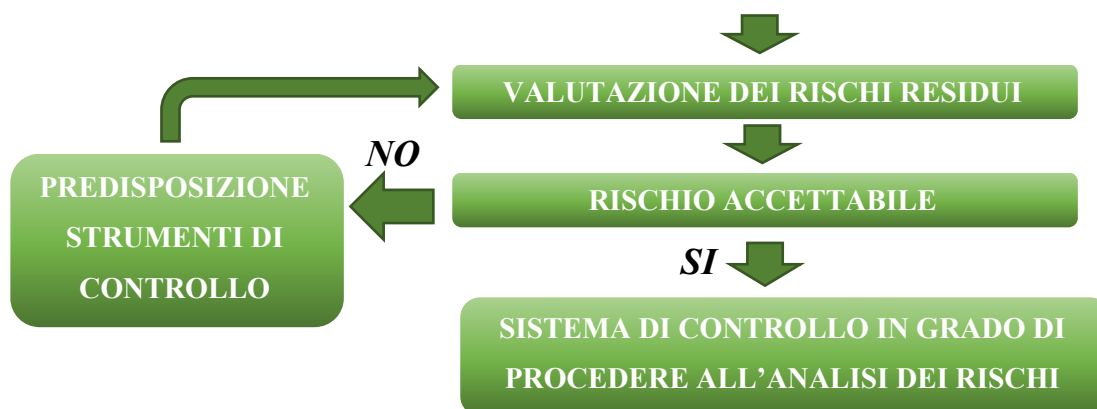 VALUTAZIONE DEI RISCHI RESIDUI
NO
PREDISPOSIZIONE
STRUMENTI DI
CONTROLLO
RISCHIO ACCETTABILE
SI
SISTEMA DI CONTROLLO IN GRADO DI
PROCEDERE ALL’ANALISI DEI RISCHI